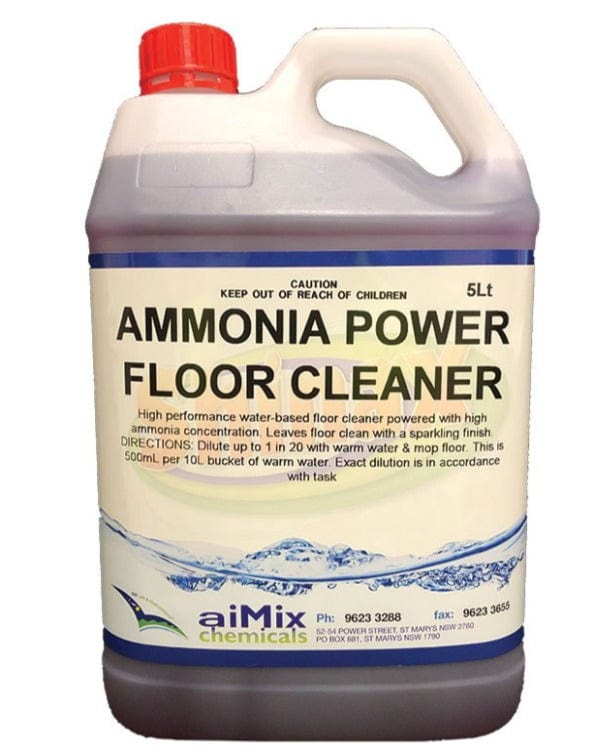 CAUTION
KEEP OUT OF REACH OF CHILDREN
5Lt
AMMONIA POWER
FLOOR CLEANER
High performance water-based floor cleaner powered with high
ammonia concentration. Leaves floor clean with a sparkling finish.
DIRECTIONS: Dilute up to 1 in 20 with warm water & mop floor. This is
500mL per 10L bucket of warm water. Exact dilution is in accordance
with task
aiMix
chemicals
Ph: 9623 3288 fax: 9623 3655
52-54 POWER STREET, ST MARYS NSW 2760
PO BOX 881, ST MARYS NSW 1790